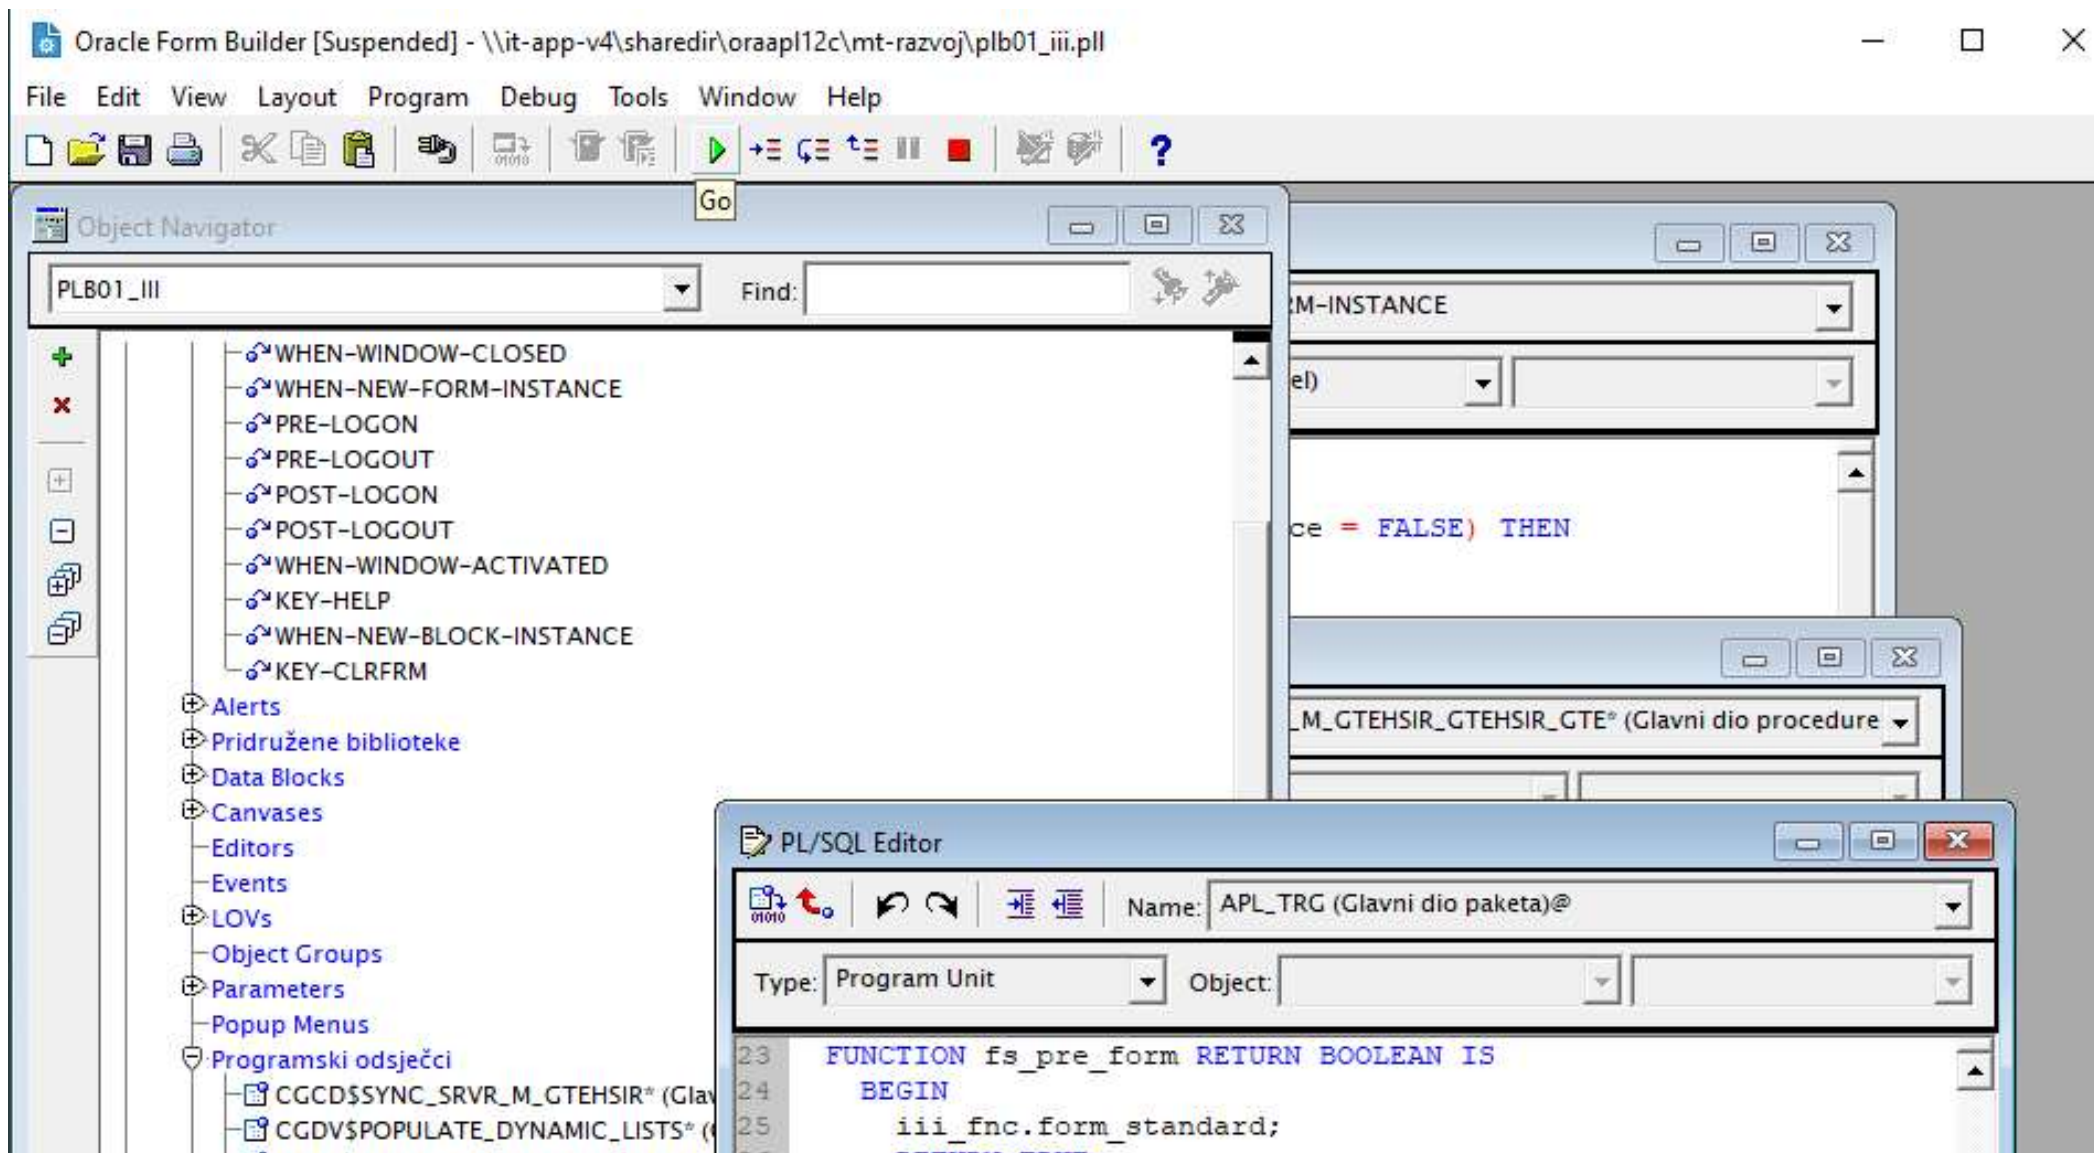 Oracle Form Builder [Suspended] - \\it-app-v4\sharedir\oraapl12c\mt-razvoj\plb01_iii.pll
File Edit View Layout Program Debug Tools Window Help
Go
Object Navigator
PLB01_III Find:
WHEN-WINDOW-CLOSED
WHEN-NEW-FORM-INSTANCE
PRE-LOGON
PRE-LOGOUT
POST-LOGON
POST-LOGOUT
WHEN-WINDOW-ACTIVATED
KEY-HELP
WHEN-NEW-BLOCK-INSTANCE
KEY-CLRFRM
Alerts
Pridružene biblioteke
Data Blocks
Canvases
Editors
Events
LOVs
Object Groups
Parameters
Popup Menus
Programski odsječci
CGCD$SYNC_SRVR_M_GTEHSIR* (Glav
CGDV$POPULATE_DYNAMIC_LISTS* (
M-INSTANCE
el)
ce = FALSE) THEN
_M_GTEHSIR_GTEHSIR_GTE* (Glavni dio procedure
PL/SQL Editor
Name: APL_TRG (Glavni dio paketa)@
Type: Program Unit Object:
23 FUNCTION fs_pre_form RETURN BOOLEAN IS
24 BEGIN
25 iii_fnc.form_standard;